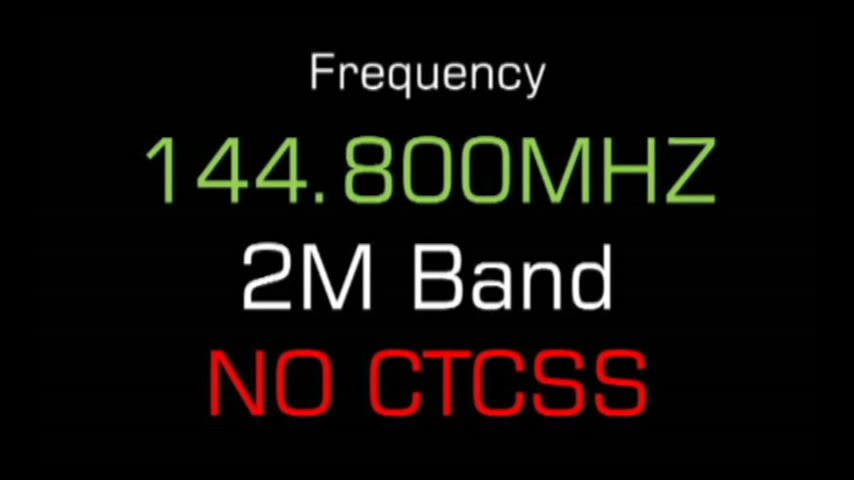 Frequency
144.800MHZ
2M Band
NO CTCSS